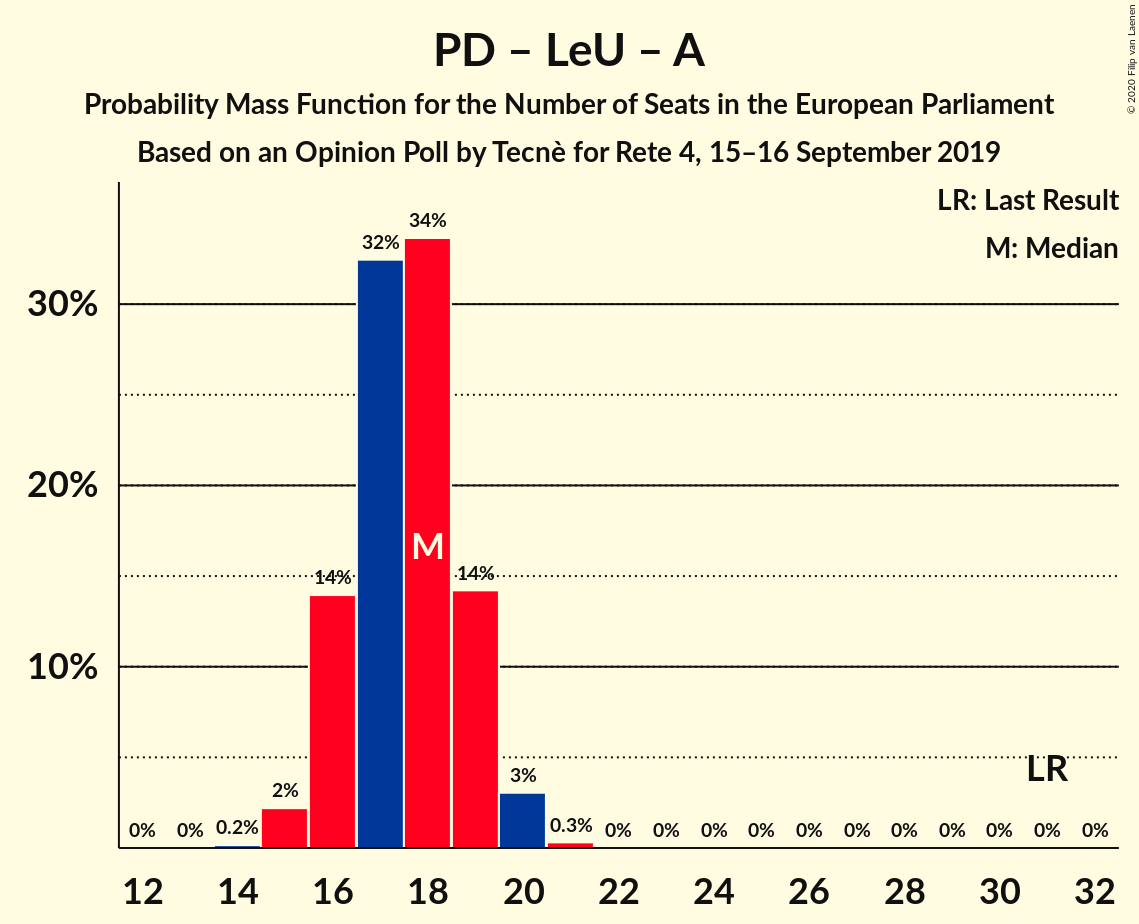 PD – LeU – A
Probability Mass Function for the Number of Seats in the European Parliament
Based on an Opinion Poll by Tecnè for Rete 4, 15–16 September 2019
© 2020 Filip van Laenen
LR: Last Result
M: Median
30%
20%
10%
0%
0%
0.2%
2%
14%
32%
34%
M
14%
3%
0.3%
0%
0%
0%
0%
0%
0%
0%
0%
0%
0%
0%
LR
12 14 16 18 20 22 24 26 28 30 32